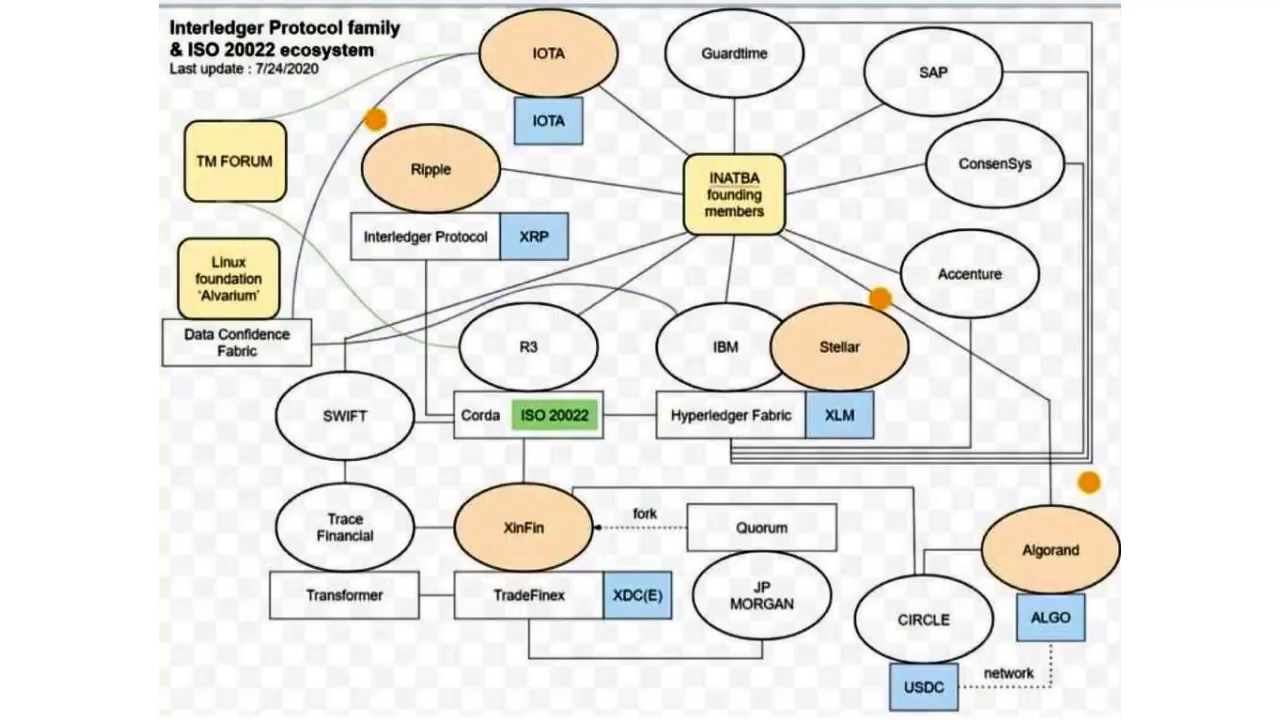 Interledger Protocol family
& ISO 20022 ecosystem
Last update : 7/24/2020
IOTA
IOTA
Guardtime
SAP
ConsenSys
TM FORUM
Ripple
Interledger Protocol
XRP
INATBA
founding
members
Linux
foundation
'Alvarium'
Data Confidence
Fabric
Accenture
R3
IBM
Stellar
SWIFT
Corda
ISO 20022
Hyperledger Fabric
XLM
Trace
Financial
XinFin
fork
Quorum
Algorand
Transformer
TradeFinex
XDC(E)
JP
MORGAN
CIRCLE
ALGO
USDC
network